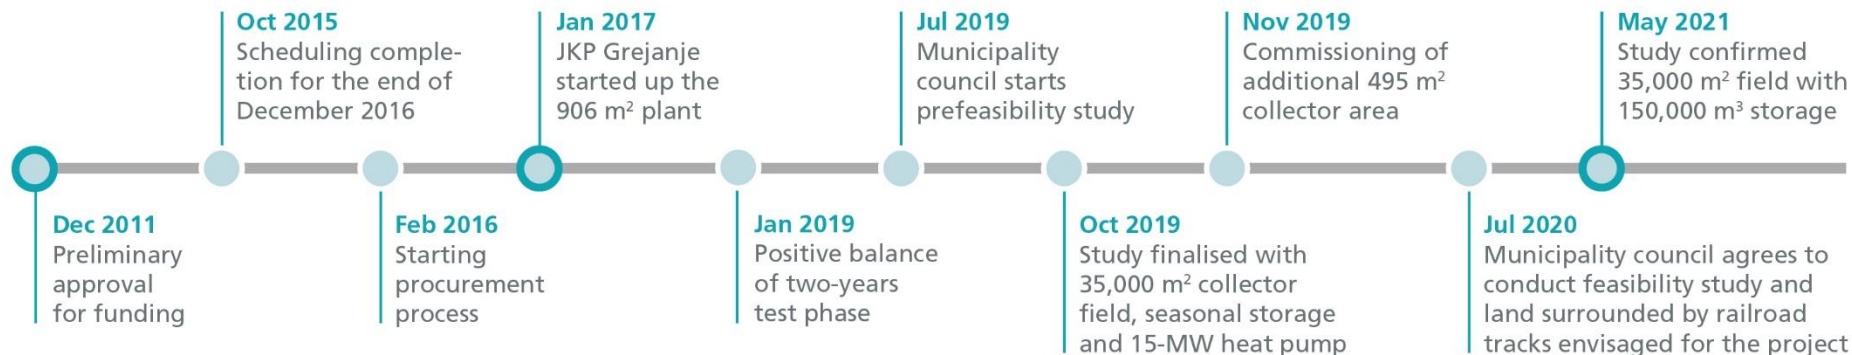 Oct 2015
Scheduling comple-
tion for the end of
December 2016
Jan 2017
JKP Grejanje
started up the
906 m² plant
Jul 2019
Municipality
council starts
prefeasibility study
Nov 2019
Commissioning of
additional 495 m²
collector area
May 2021
Study confirmed
35,000 m² field with
150,000 m³ storage
Dec 2011
Preliminary
approval
for funding
Feb 2016
Starting
procurement
process
Jan 2019
Positive balance
of two-years
test phase
Oct 2019
Study finalised with
35,000 m² collector
field, seasonal storage
and 15-MW heat pump
Jul 2020
Municipality council agrees to
conduct feasibility study and
land surrounded by railroad
tracks envisaged for the project